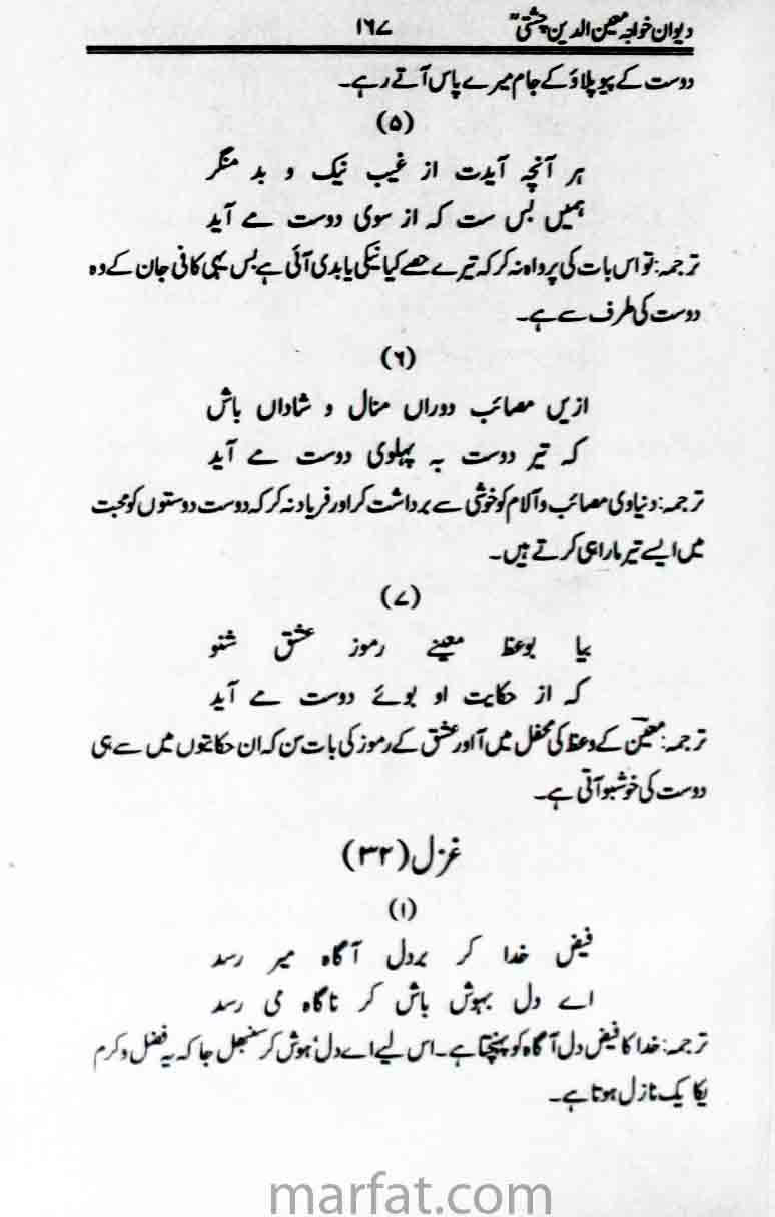 دیوان خواجہ معین الدین چشتیؒ ۱۶۷
دوست کے پیو پلاؤ کے جام میرے پاس آتے رہے۔
(۵)
ہر آنچہ آیدت از غیب نیک و بد منگر
ہمیں بس ست کہ از سوی دوست مے آید
ترجمہ: تو اس بات کی پرواہ نہ کر کہ تیرے حصے کیا نیکی یا بدی آئی ہے بس یہی کافی جان کے وہ
دوست کی طرف سے ہے۔
(۶)
ازیں مصائب دوراں منال و شاداں باش
کہ تیر دوست بہ پہلوی دوست مے آید
ترجمہ: دنیاوی مصائب و آلام کو خوشی سے برداشت کر اور فریاد نہ کر کہ دوست دوستوں کو محبت
میں ایسے تیر مارا ہی کرتے ہیں۔
(۷)
بیا بوعظ معینے رموز عشق شنو
کہ از حکایت او بوئے دوست مے آید
ترجمہ: معینؒ کے وعظ کی محفل میں آ اور عشق کے رموز کی بات سن کہ ان حکایتوں میں سے ہی
دوست کی خوشبو آتی ہے۔
غزل (۳۲)
(۱)
فیض خدا کر بردل آگاہ میر رسد
اے دل بہوش باش کر ناگاہ می رسد
ترجمہ: خدا کا فیض دل آگاہ کو پہنچتا ہے۔ اس لیے اے دل! ہوش کر سنبھل جا کہ یہ فضل و کرم
یکا یک نازل ہوتا ہے۔
marfat.com